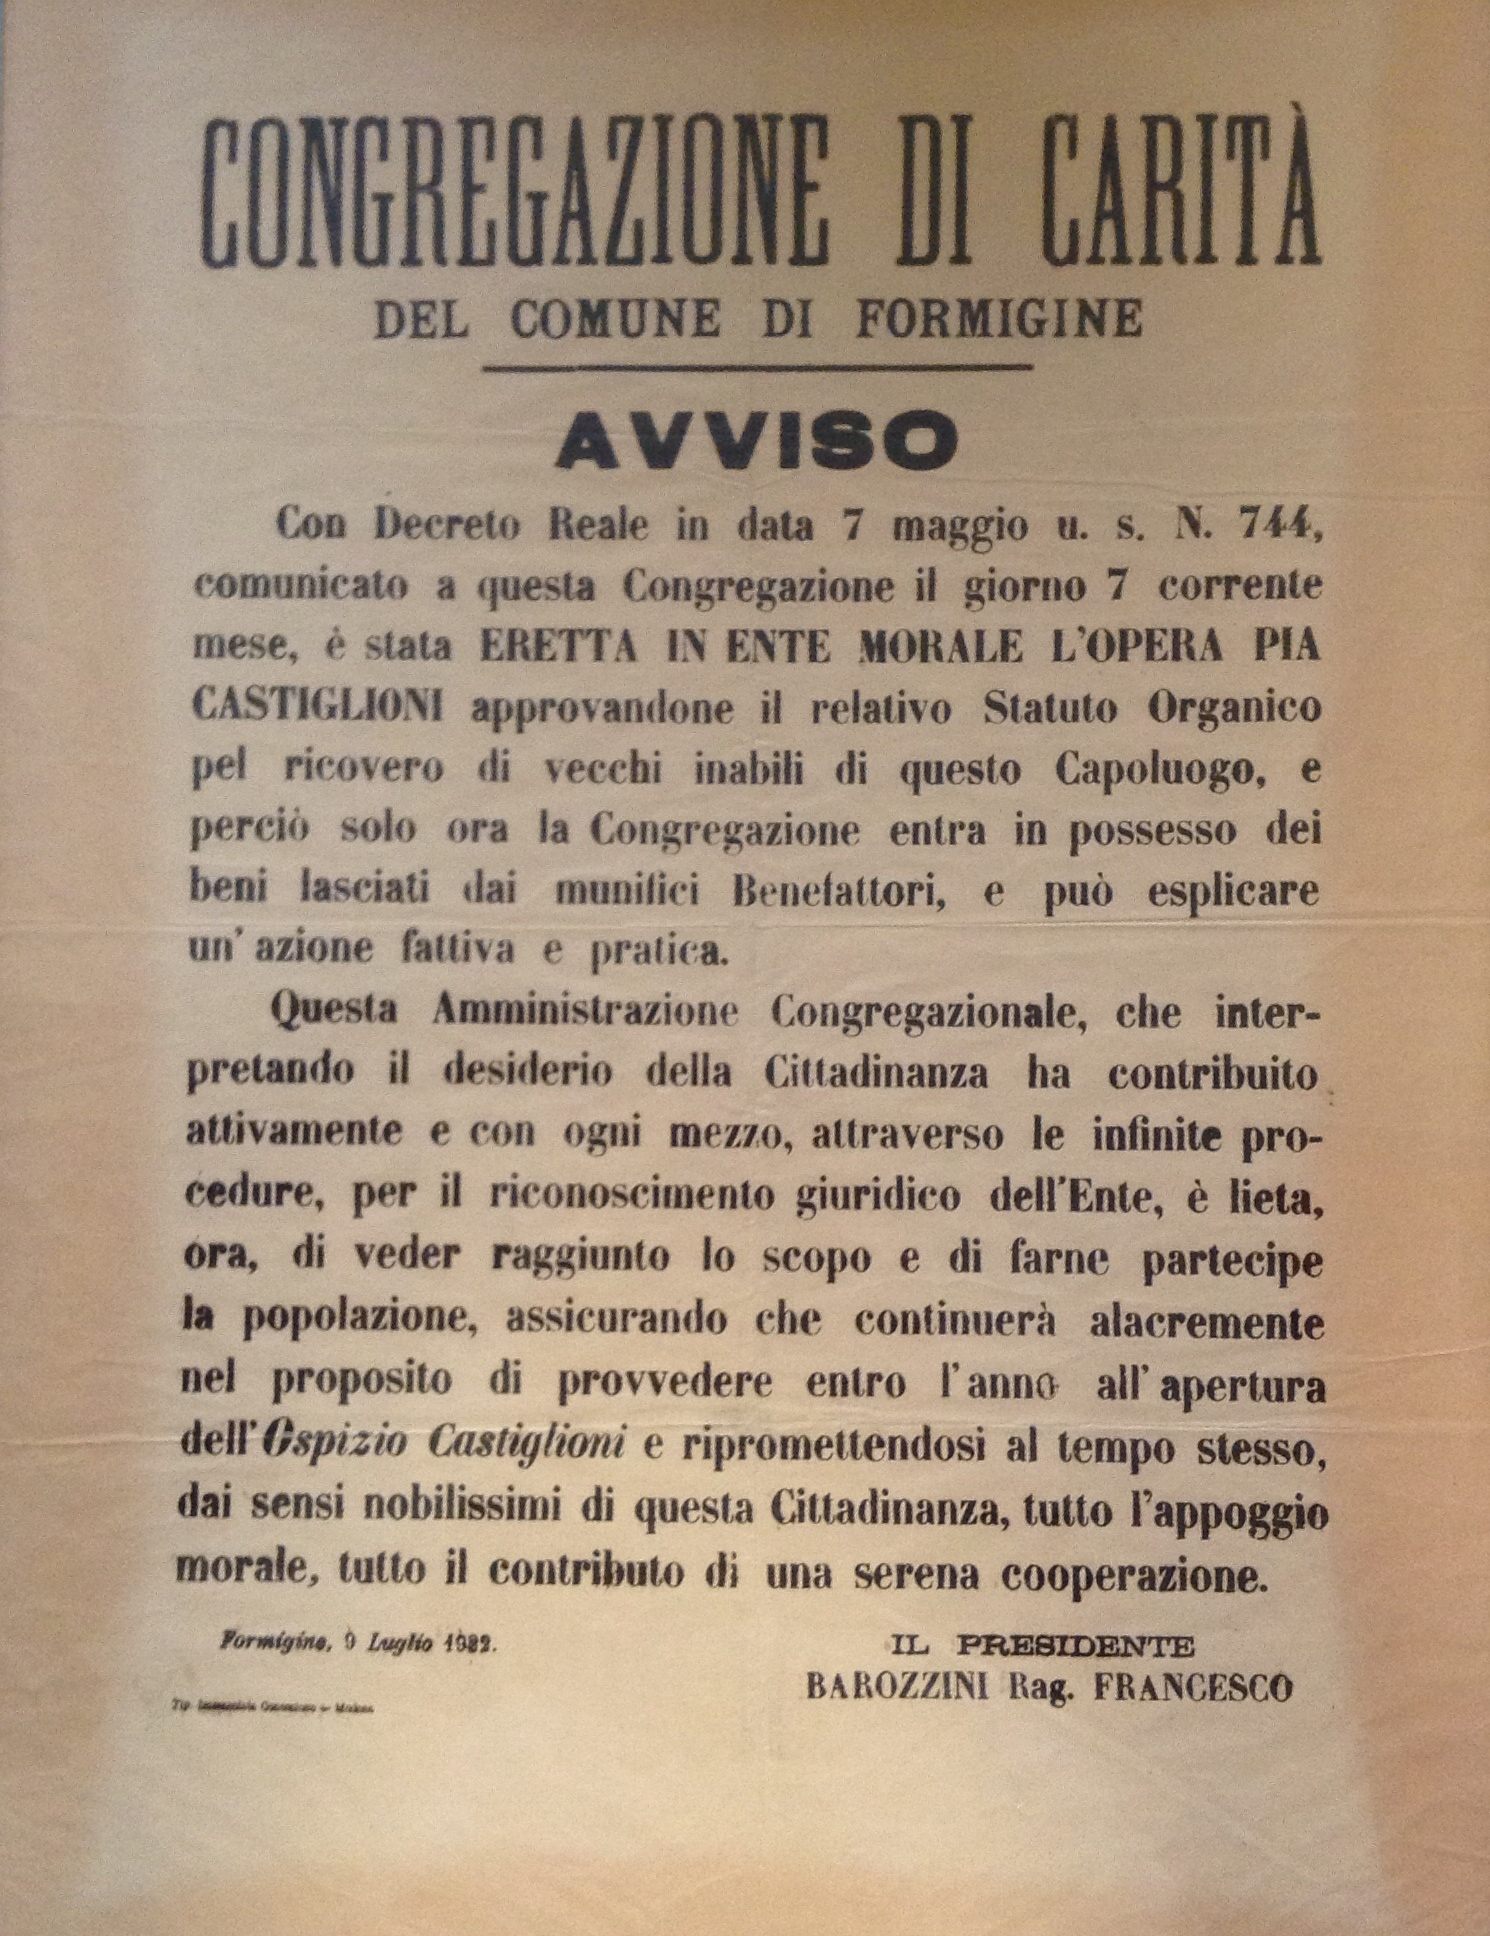 CONGREGAZIONE DI CARITÀ
DEL COMUNE DI FORMIGINE
AVVISO
Con Decreto Reale in data 7 maggio u. s. N. 744,
comunicato a questa Congregazione il giorno 7 corrente
mese, è stata ERETTA IN ENTE MORALE L'OPERA PIA
CASTIGLIONI approvandone il relativo Statuto Organico
pel ricovero di vecchi inabili di questo Capoluogo, e
perciò solo ora la Congregazione entra in possesso dei
beni lasciati dai munifici Benefattori, e può esplicare
un' azione fattiva e pratica.
Questa Amministrazione Congregazionale, che inter-
pretando il desiderio della Cittadinanza ha contribuito
attivamente e con ogni mezzo, attraverso le infinite pro-
cedure, per il riconoscimento giuridico dell'Ente, è lieta,
ora, di veder raggiunto lo scopo e di farne partecipe
la popolazione, assicurando che continuerà alacremente
nel proposito di provvedere entro l'anno all' apertura
dell'Ospizio Castiglioni e ripromettendosi al tempo stesso,
dai sensi nobilissimi di questa Cittadinanza, tutto l'appoggio
morale, tutto il contributo di una serena cooperazione.
Formigine, 9 Luglio
IL PRESIDENTE
BAROZZINI Rag. FRANCESCO
Tip.